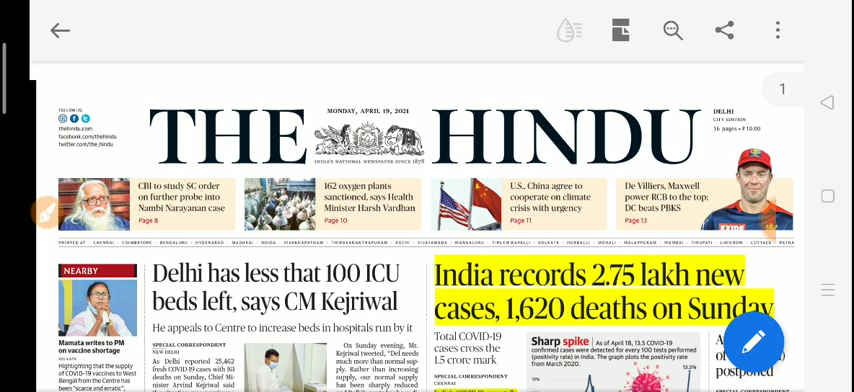 1
FOLLOW US:
thehindu.com
facebook.com/thehindu
twitter.com/the_hindu
MONDAY, APRIL 19, 2021
THE HINDU
INDIA'S NATIONAL NEWSPAPER SINCE 1878
DELHI
CITY EDITION
16 pages • ₹10.00
CBI to study SC order
on further probe into
Nambi Narayanan case
Page 8
162 oxygen plants
sanctioned, says Health
Minister Harsh Vardhan
Page 10
U.S., China agree to
cooperate on climate
crisis with urgency
Page 11
De Villiers, Maxwell
power RCB to the top;
DC beats PBKS
Page 13
EXIDE
PRINTED AT • CHENNAI • COIMBATORE • BENGALURU • HYDERABAD • MADURAI • NOIDA • VISAKHAPATNAM • THIRUVANANTHAPURAM • KOCHI • VIJAYAWADA • MANGALURU • TIRUCHIRAPALLI • KOLKATA • HUBBALLI • MOHALI • MALAPPURAM • MUMBAI • TIRUPATI • LUCKNOW • CUTTACK • PATNA
NEARBY
Mamata writes to PM
on vaccine shortage
KOLKATA
Highlighting that the supply
of COVID-19 vaccines to West
Bengal from the Centre has
been "scarce and erratic",
Delhi has less that 100 ICU
beds left, says CM Kejriwal
He appeals to Centre to increase beds in hospitals run by it
SPECIAL CORRESPONDENT
NEW DELHI
As Delhi reported 25,462
fresh COVID-19 cases with 161
deaths on Sunday, Chief Mi-
nister Arvind Kejriwal said
On Sunday evening, Mr.
Kejriwal tweeted, "Del needs
much more than normal sup-
ply. Rather than increasing
supply, our normal supply
has been sharply reduced
India records 2.75 lakh new
cases, 1,620 deaths on Sunday
Total COVID-19
cases cross the
1.5 crore mark
SPECIAL CORRESPONDENT
CHENNAI
Sharp spike | As of April 18, 13.5 COVID-19
confirmed cases were detected for every 100 tests performed
(positivity rate) in India. The graph plots the positivity rate
from March 2020.
13.5%
postponed